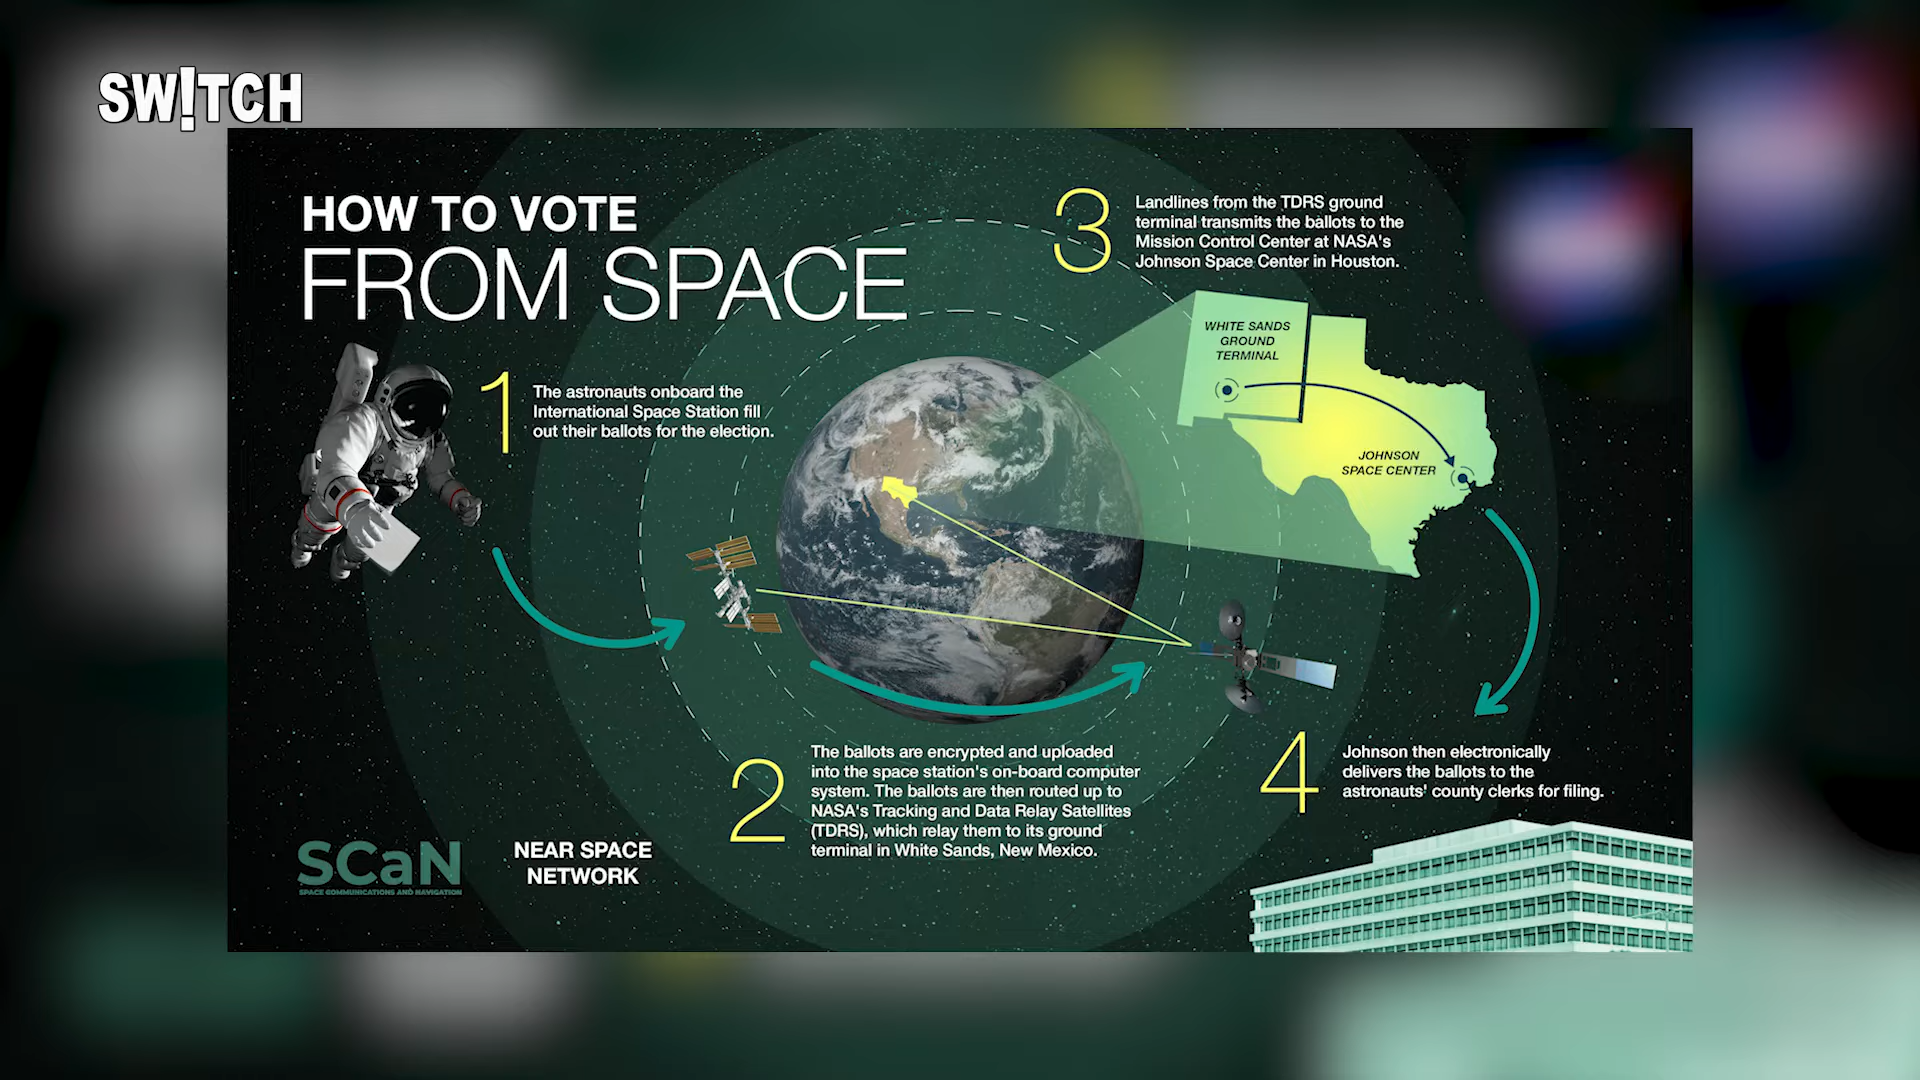 SW!TCH
HOW TO VOTE
FROM SPACE
1
The astronauts onboard the
International Space Station fill
out their ballots for the election.
2
The ballots are encrypted and uploaded
into the space station's on-board computer
system. The ballots are then routed up to
NASA's Tracking and Data Relay Satellites
(TDRS), which relay them to its ground
terminal in White Sands, New Mexico.
3
Landlines from the TDRS ground
terminal transmits the ballots to the
Mission Control Center at NASA's
Johnson Space Center in Houston.
WHITE SANDS
GROUND
TERMINAL
JOHNSON
SPACE CENTER
4
Johnson then electronically
delivers the ballots to the
astronauts' county clerks for filing.
SCaN
SPACE COMMUNICATIONS AND NAVIGATION
NEAR SPACE
NETWORK